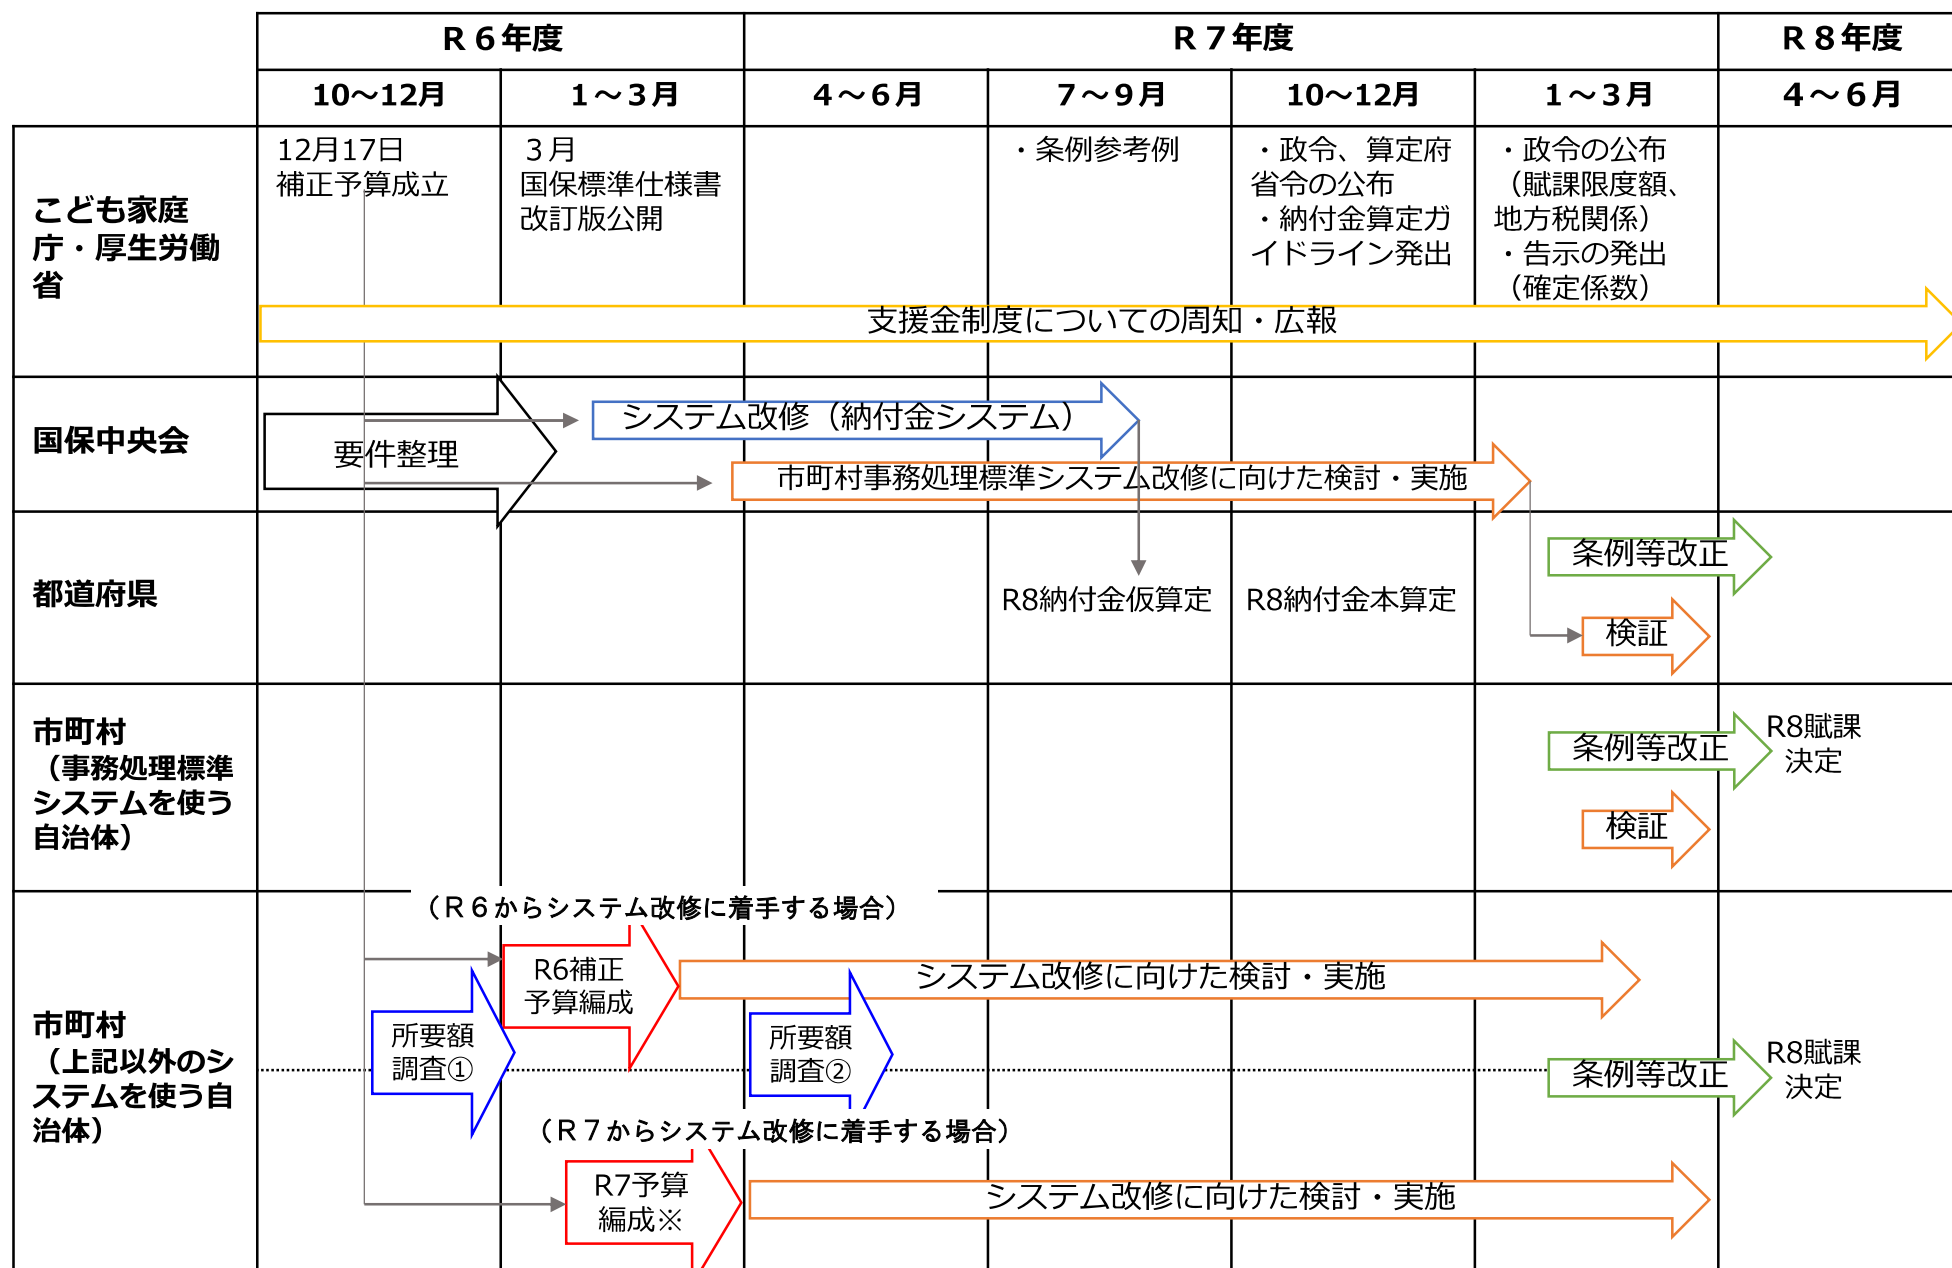 Ｒ６年度
Ｒ７年度
Ｒ８年度
10～12月
１～３月
４～６月
７～９月
10～12月
１～３月
４～６月
こども家庭
庁・厚生労働
省
12月17日
補正予算成立
３月
国保標準仕様書
改訂版公開
・条例参考例
・政令、算定府
省令の公布
・納付金算定ガ
イドライン発出
・政令の公布
（賦課限度額、
地方税関係）
・告示の発出
（確定係数）
支援金制度についての周知・広報
国保中央会
要件整理
システム改修（納付金システム）
市町村事務処理標準システム改修に向けた検討・実施
都道府県
R8納付金仮算定
R8納付金本算定
条例等改正
検証
市町村
（事務処理標準
システムを使う
自治体）
条例等改正
検証
R8賦課
決定
市町村
（上記以外のシ
ステムを使う自
治体）
（Ｒ６からシステム改修に着手する場合）
R6補正
予算編成
システム改修に向けた検討・実施
所要額
調査①
所要額
調査②
条例等改正
R8賦課
決定
（Ｒ７からシステム改修に着手する場合）
R7予算
編成※
システム改修に向けた検討・実施